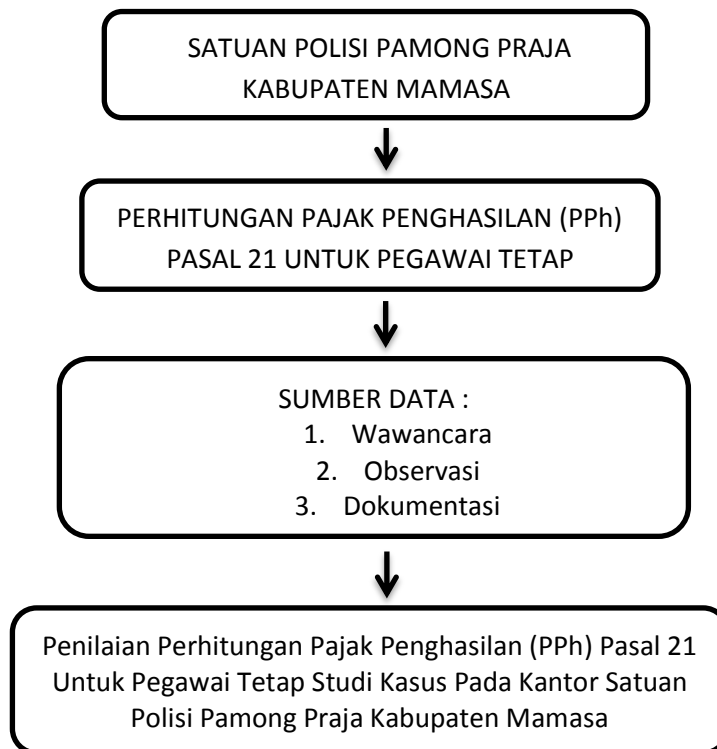 SATUAN POLISI PAMONG PRAJA
KABUPATEN MAMASA
PERHITUNGAN PAJAK PENGHASILAN (PPh)
PASAL 21 UNTUK PEGAWAI TETAP
SUMBER DATA :
1. Wawancara
2. Observasi
3. Dokumentasi
Penilaian Perhitungan Pajak Penghasilan (PPh) Pasal 21
Untuk Pegawai Tetap Studi Kasus Pada Kantor Satuan
Polisi Pamong Praja Kabupaten Mamasa